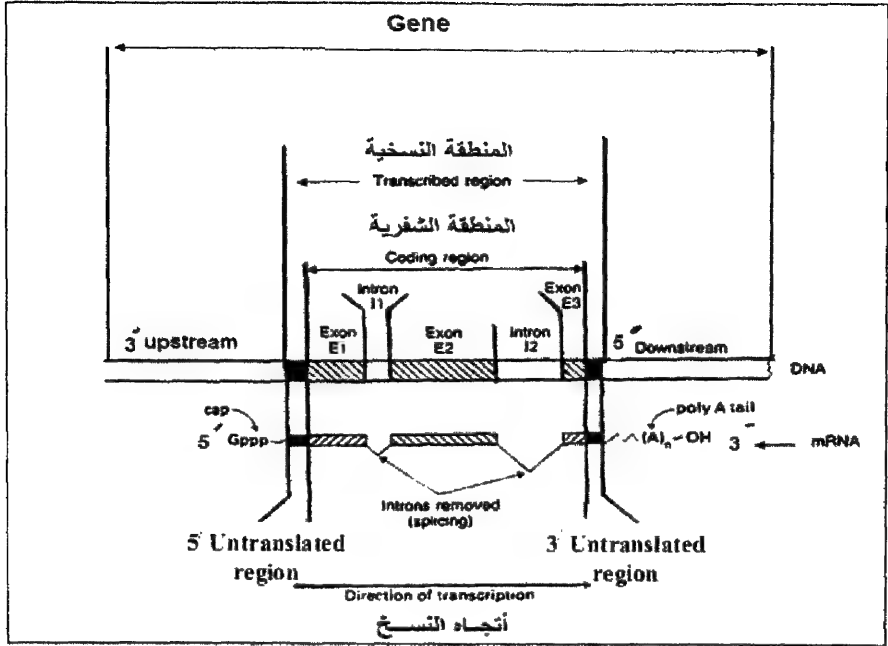 Gene
المنطقة النسخية
Transcribed region
المنطقة الشفرية
Coding region
Intron
I1
Exon
E3
Exon
E1
Exon
E2
Intron
I2
3″ upstream
5″ Downstream
DNA
cap
poly A tail
5′ Gppp
(A)n–OH 3′
mRNA
Introns removed
(splicing)
5′ Untranslated
region
3′ Untranslated
region
Direction of transcription
أتجاه النسخ